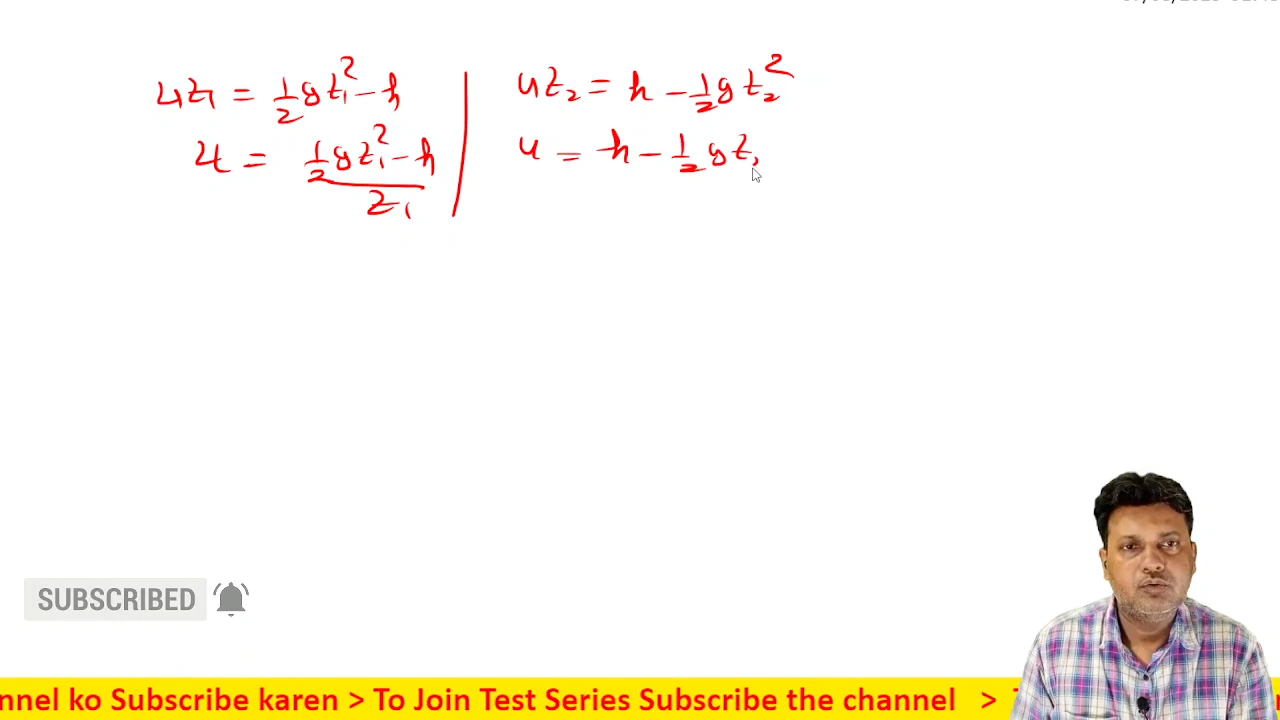 ut₁ = ½gt₁² - h
u = (½gt₁² - h) / t₁
ut₂ = h - ½gt₂²
u = h - ½gt
SUBSCRIBED
nnel ko Subscribe karen > To Join Test Series Subscribe the channel >